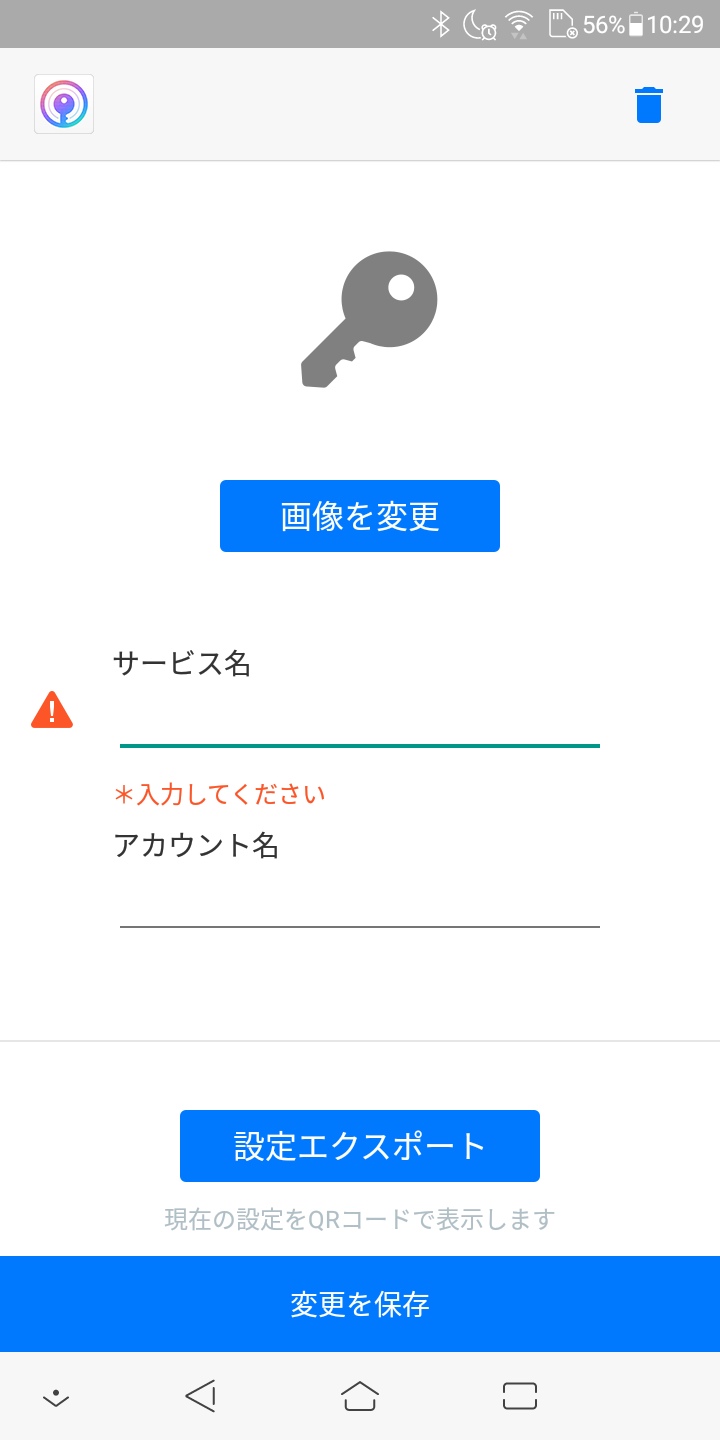 56% 10:29
画像を変更
サービス名
＊入力してください
アカウント名
設定エクスポート
現在の設定をQRコードで表示します
変更を保存